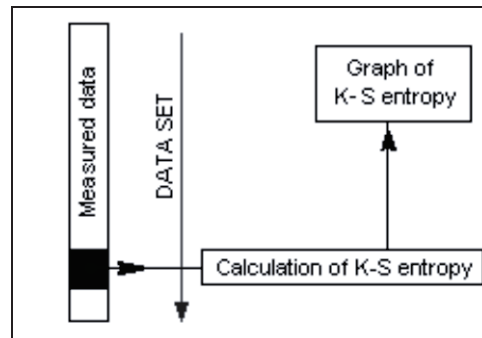 Measured data
DATA SET
Graph of
K-S entropy
Calculation of K-S entropy